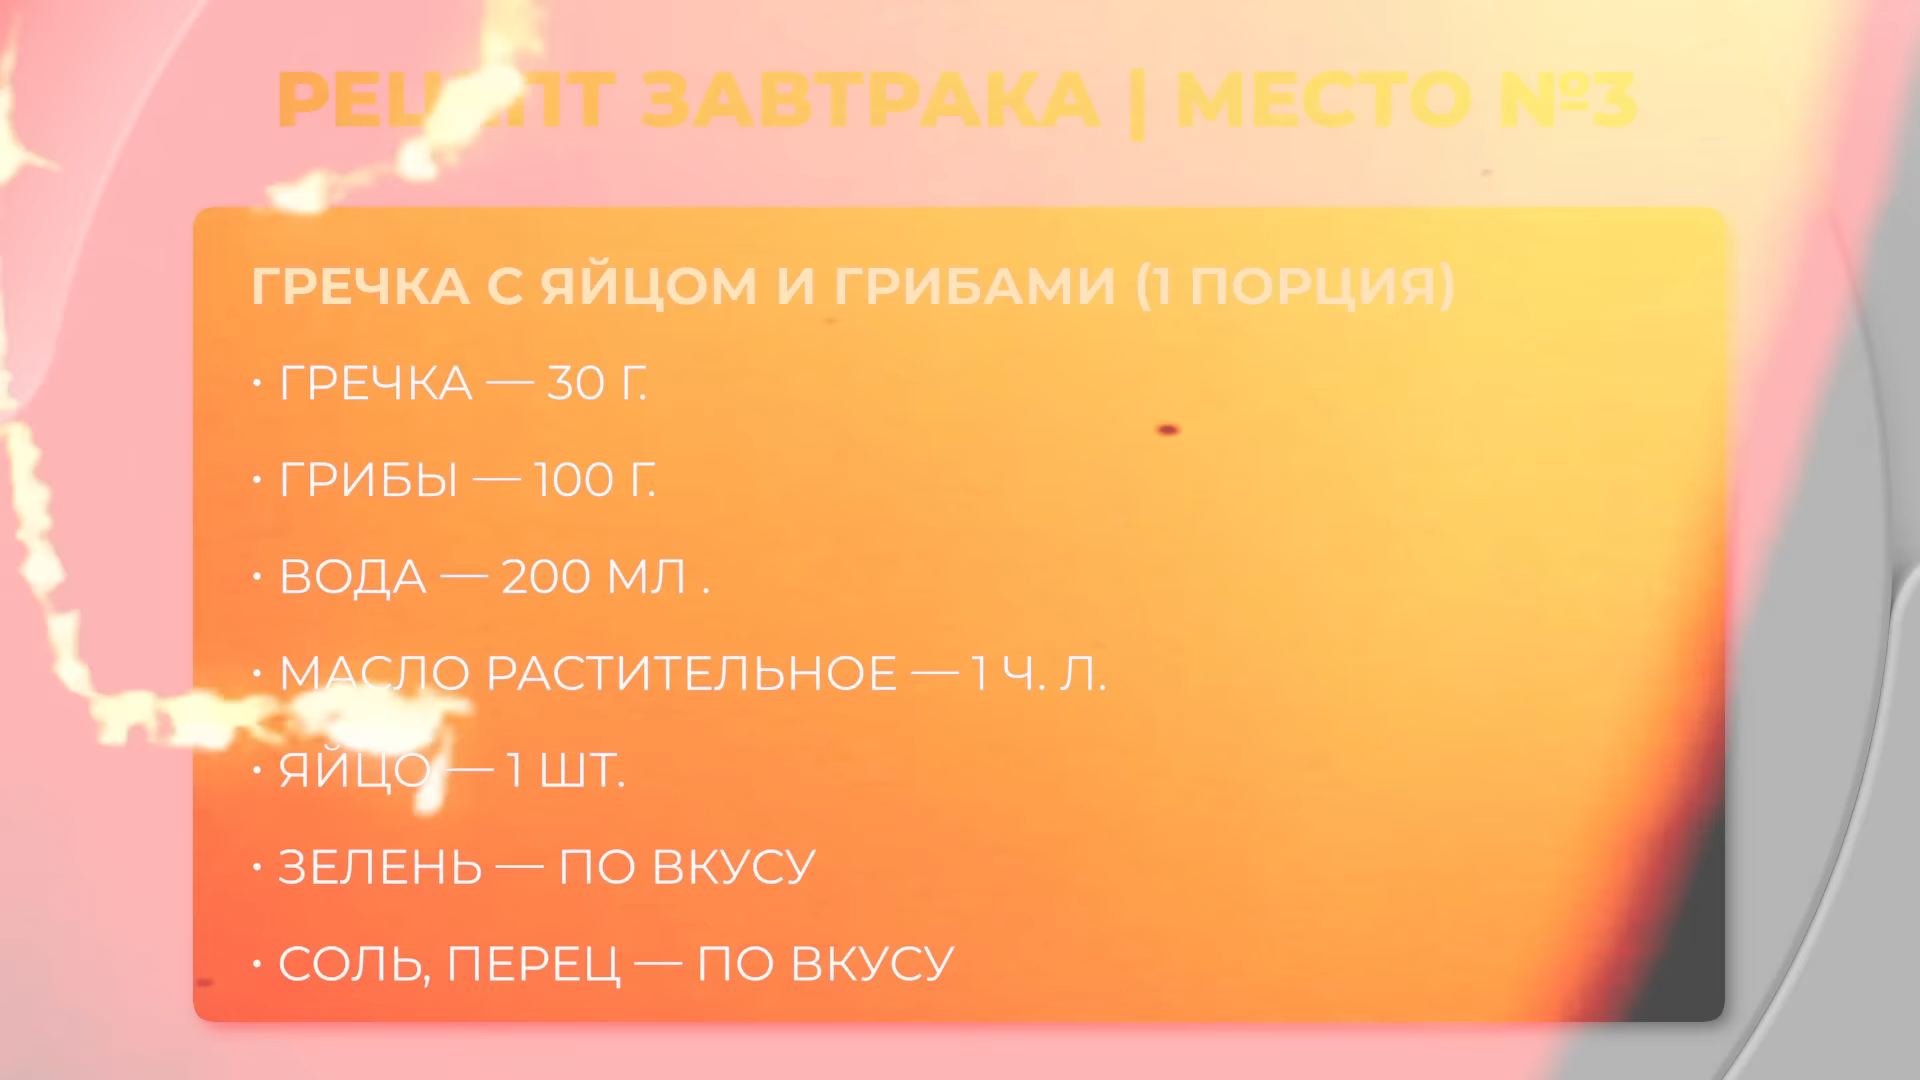 РЕЦЕПТ ЗАВТРАКА | МЕСТО №3
ГРЕЧКА С ЯЙЦОМ И ГРИБАМИ (1 ПОРЦИЯ)
• ГРЕЧКА — 30 Г.
• ГРИБЫ — 100 Г.
• ВОДА — 200 МЛ .
• МАСЛО РАСТИТЕЛЬНОЕ — 1 Ч. Л.
• ЯЙЦО — 1 ШТ.
• ЗЕЛЕНЬ — ПО ВКУСУ
• СОЛЬ, ПЕРЕЦ — ПО ВКУСУ